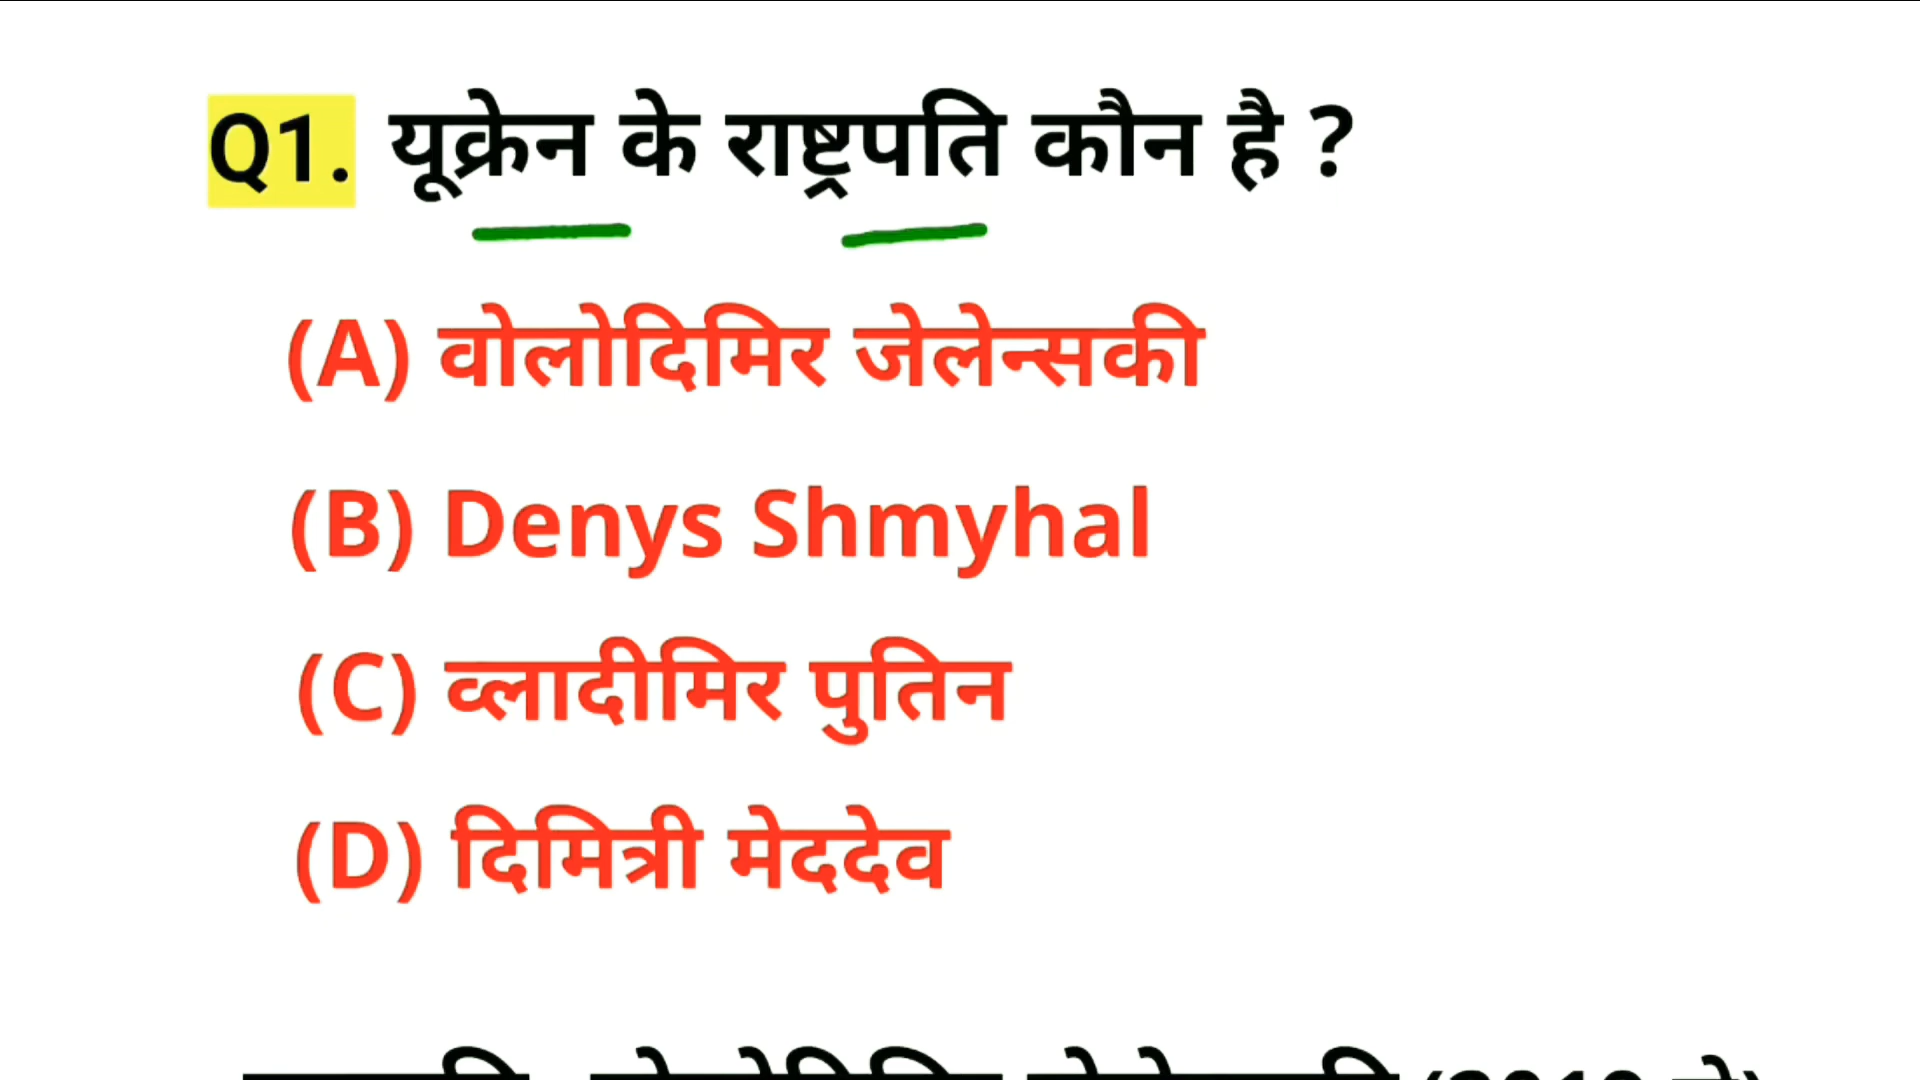 Q1. यूक्रेन के राष्ट्रपति कौन है ?
(A) वोलोदिमिर जेलेन्सकी
(B) Denys Shmyhal
(C) व्लादीमिर पुतिन
(D) दिमित्री मेददेव